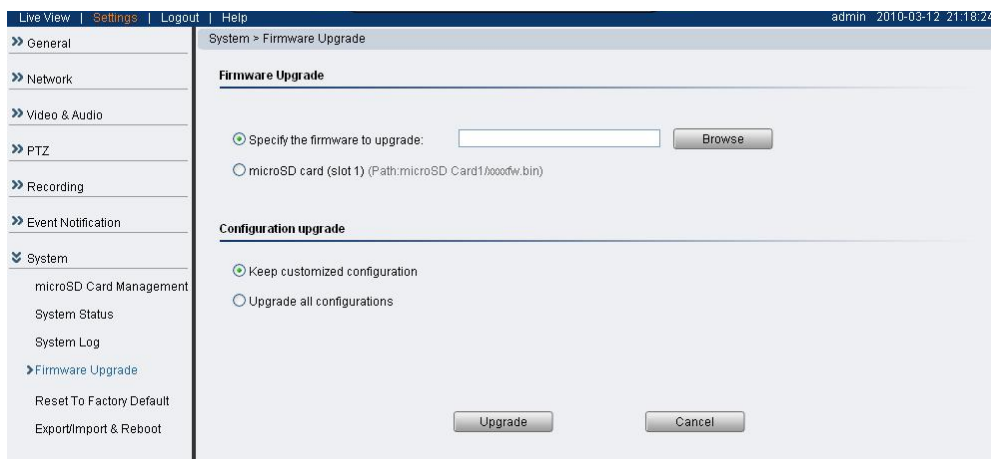 Live View | Settings | Logout | Help admin 2010-03-12 21:18:24
General
Network
Video & Audio
PTZ
Recording
Event Notification
System
microSD Card Management
System Status
System Log
Firmware Upgrade
Reset To Factory Default
Export/Import & Reboot
System > Firmware Upgrade
Firmware Upgrade
Specify the firmware to upgrade: Browse
microSD card (slot 1) (Path:microSD Card1/xxxxfw.bin)
Configuration upgrade
Keep customized configuration
Upgrade all configurations
Upgrade Cancel